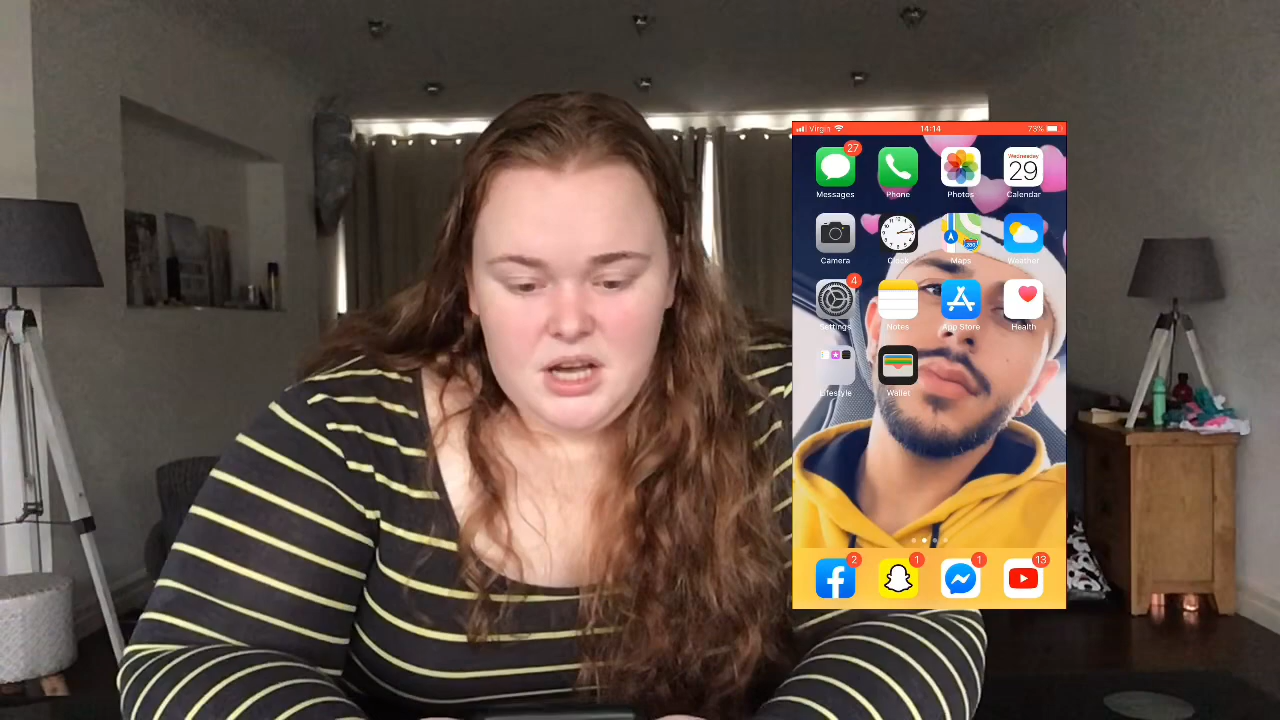 Virgin 14:14 73%
27
Wednesday
29
Messages Phone Photos Calendar
280
Camera Clock Maps Weather
4
Settings Notes App Store Health
Lifestyle Wallet
2 1 1 13